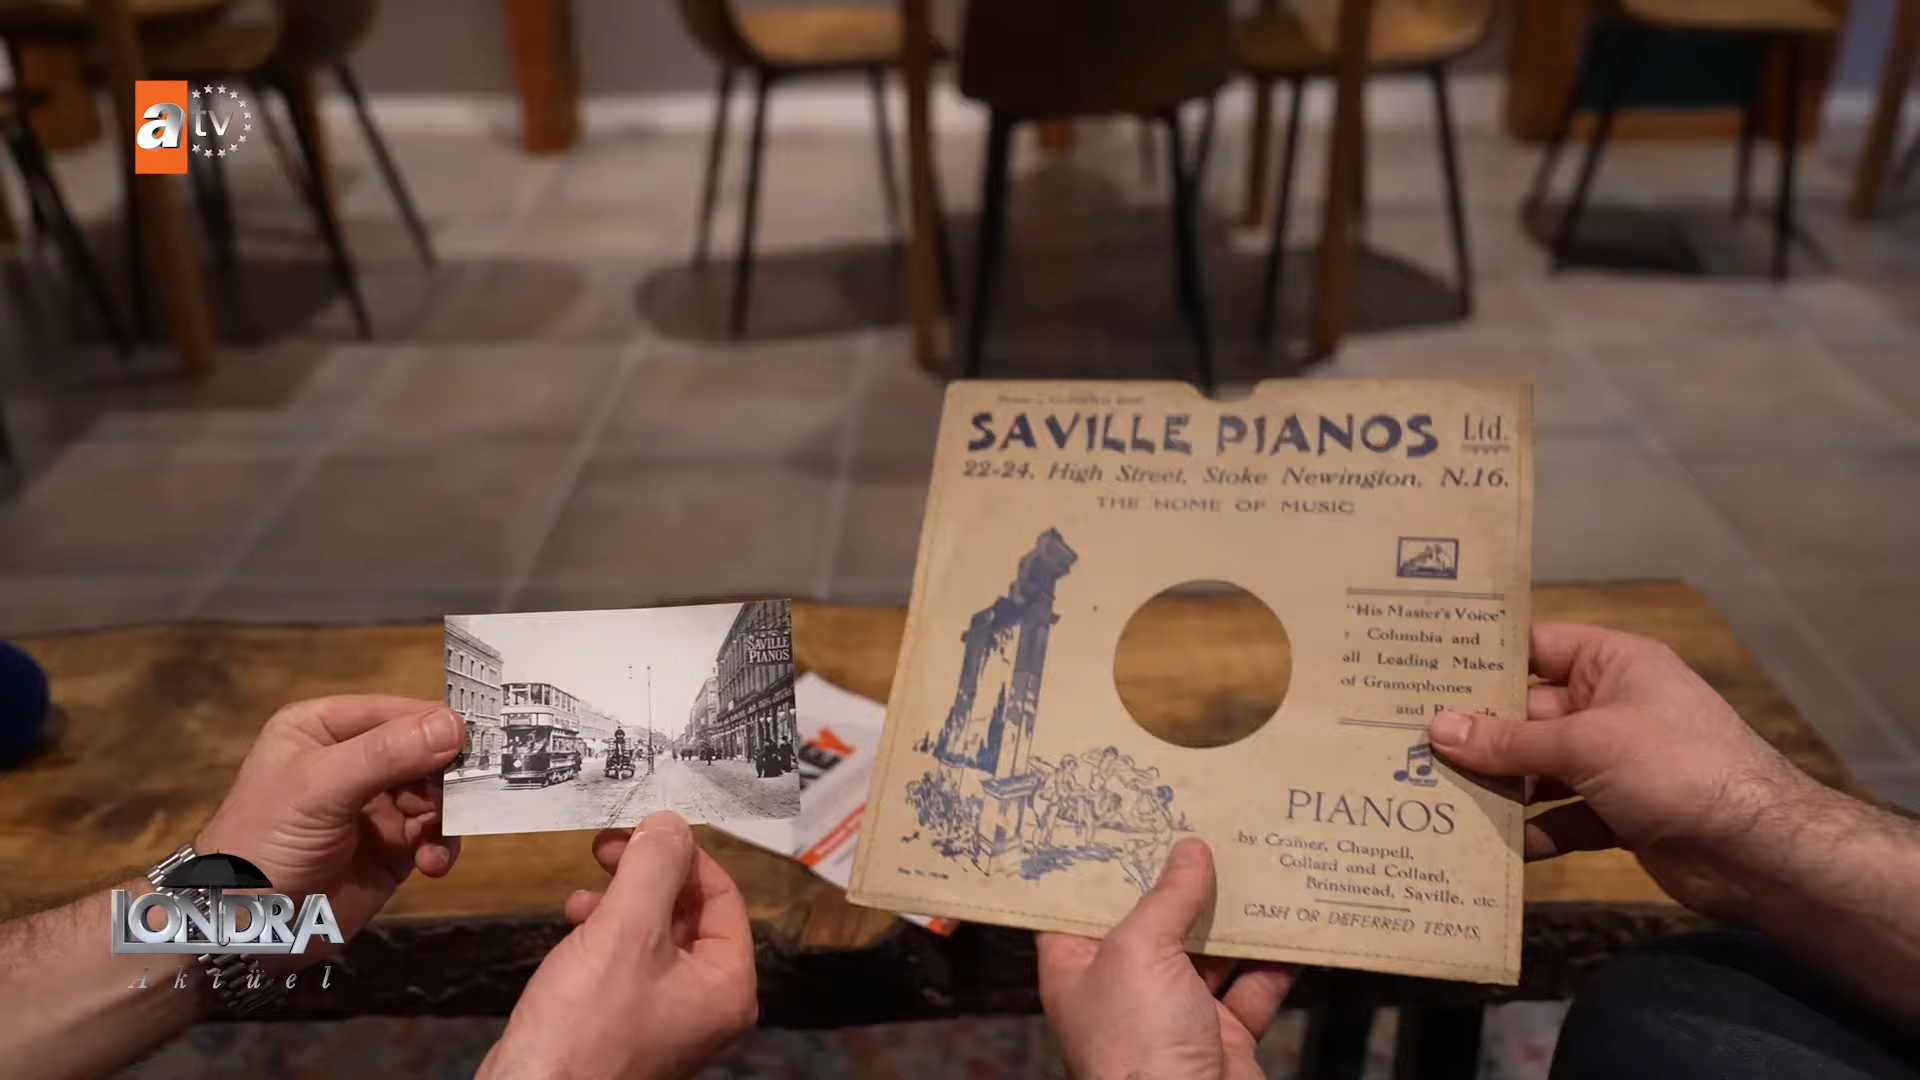 atv
SAVILLE PIANOS Ltd.
22-24, High Street, Stoke Newington, N.16.
THE HOME OF MUSIC
"His Master's Voice"
Columbia and
all Leading Makes
of Gramophones
and
PIANOS
by Cramer, Chappell,
Collard and Collard,
Brinsmead, Saville, etc.
CASH OR DEFERRED TERMS.
SAVILLE
PIANOS
LONDRA
Aktüel